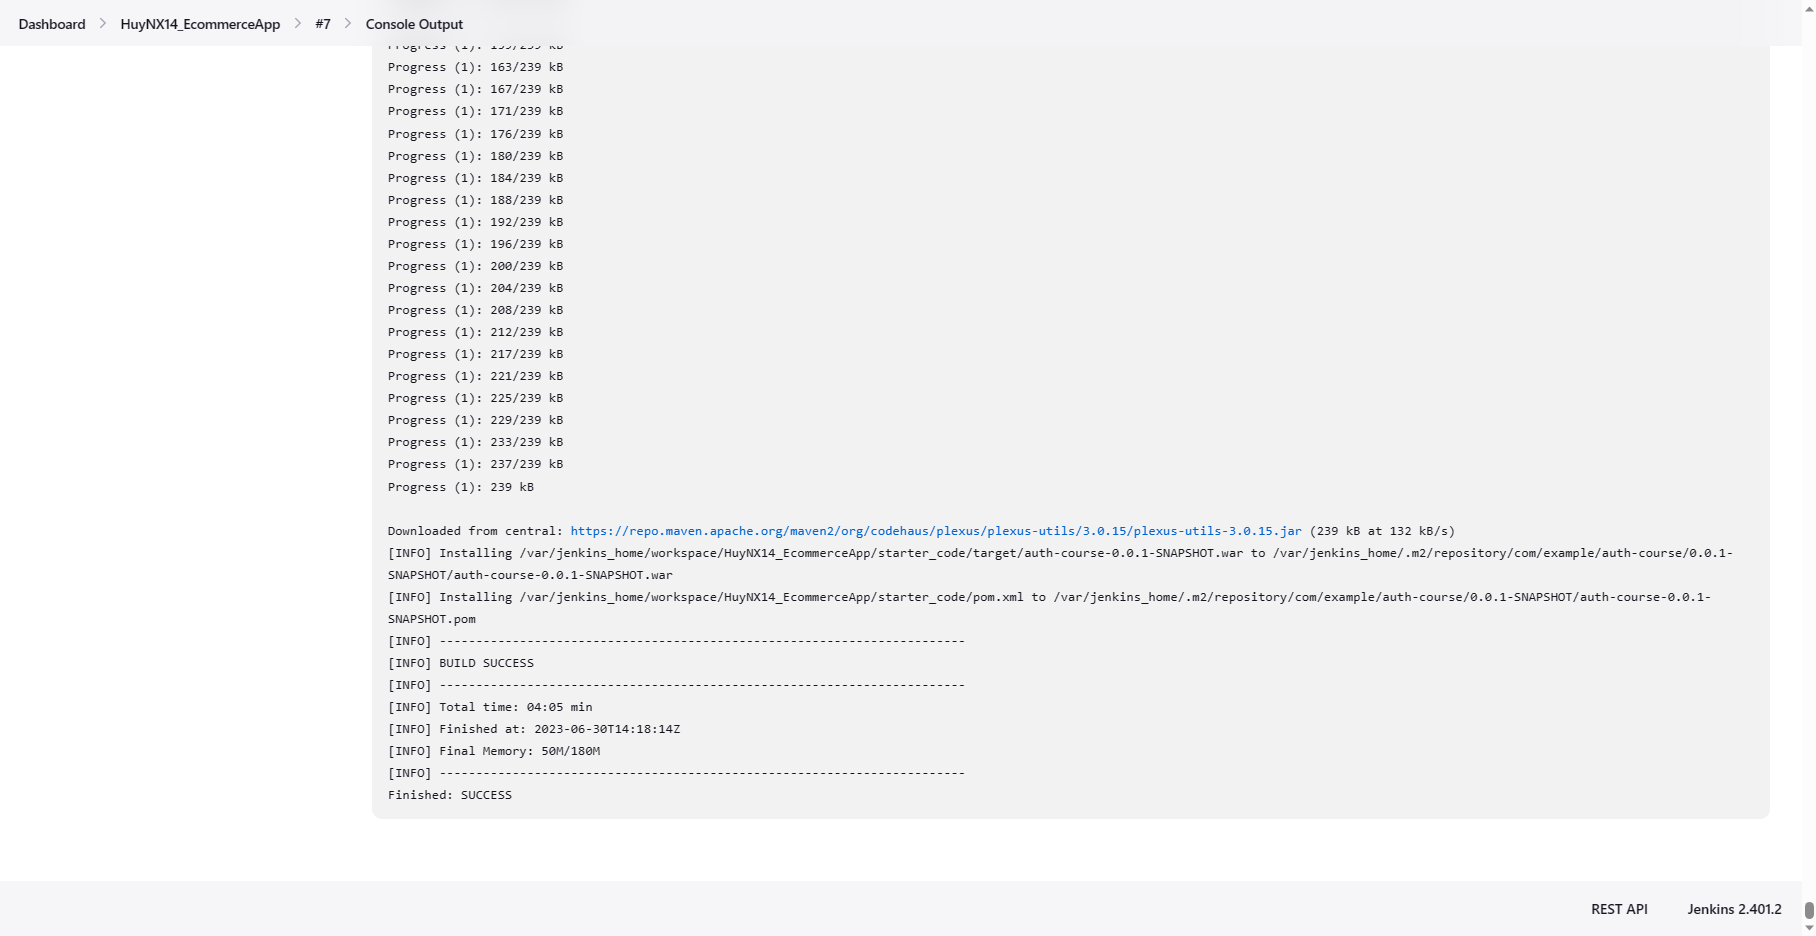 Dashboard > HuyNX14_EcommerceApp > #7 > Console Output
Progress (1): 159/239 kB
Progress (1): 163/239 kB
Progress (1): 167/239 kB
Progress (1): 171/239 kB
Progress (1): 176/239 kB
Progress (1): 180/239 kB
Progress (1): 184/239 kB
Progress (1): 188/239 kB
Progress (1): 192/239 kB
Progress (1): 196/239 kB
Progress (1): 200/239 kB
Progress (1): 204/239 kB
Progress (1): 208/239 kB
Progress (1): 212/239 kB
Progress (1): 217/239 kB
Progress (1): 221/239 kB
Progress (1): 225/239 kB
Progress (1): 229/239 kB
Progress (1): 233/239 kB
Progress (1): 237/239 kB
Progress (1): 239 kB
Downloaded from central: https://repo.maven.apache.org/maven2/org/codehaus/plexus/plexus-utils/3.0.15/plexus-utils-3.0.15.jar (239 kB at 132 kB/s)
[INFO] Installing /var/jenkins_home/workspace/HuyNX14_EcommerceApp/starter_code/target/auth-course-0.0.1-SNAPSHOT.war to /var/jenkins_home/.m2/repository/com/example/auth-course/0.0.1-
SNAPSHOT/auth-course-0.0.1-SNAPSHOT.war
[INFO] Installing /var/jenkins_home/workspace/HuyNX14_EcommerceApp/starter_code/pom.xml to /var/jenkins_home/.m2/repository/com/example/auth-course/0.0.1-SNAPSHOT/auth-course-0.0.1-
SNAPSHOT.pom
[INFO] ------------------------------------------------------------------------
[INFO] BUILD SUCCESS
[INFO] ------------------------------------------------------------------------
[INFO] Total time: 04:05 min
[INFO] Finished at: 2023-06-30T14:18:14Z
[INFO] Final Memory: 50M/180M
[INFO] ------------------------------------------------------------------------
Finished: SUCCESS
REST API
Jenkins 2.401.2